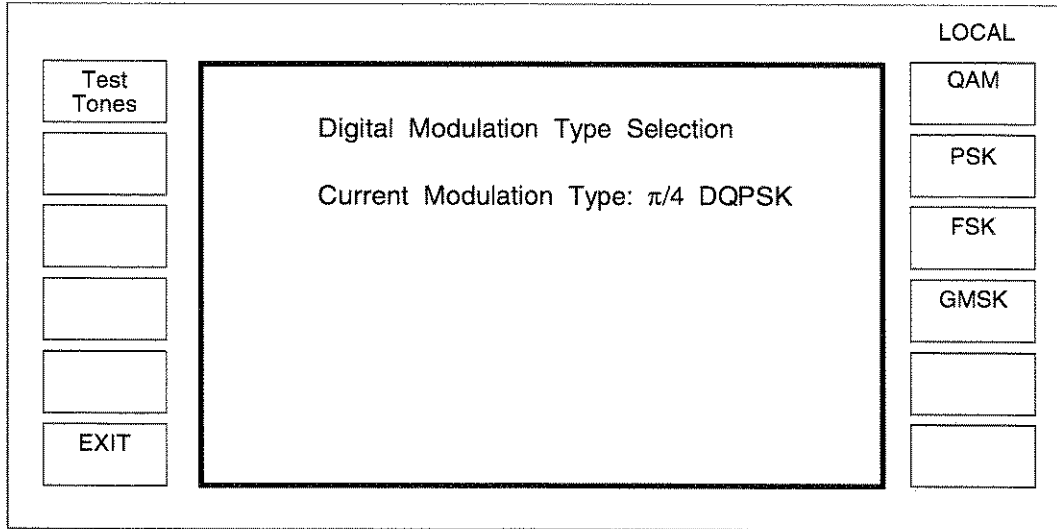 LOCAL
Test
Tones
Digital Modulation Type Selection
Current Modulation Type: π/4 DQPSK
QAM
PSK
FSK
GMSK
EXIT